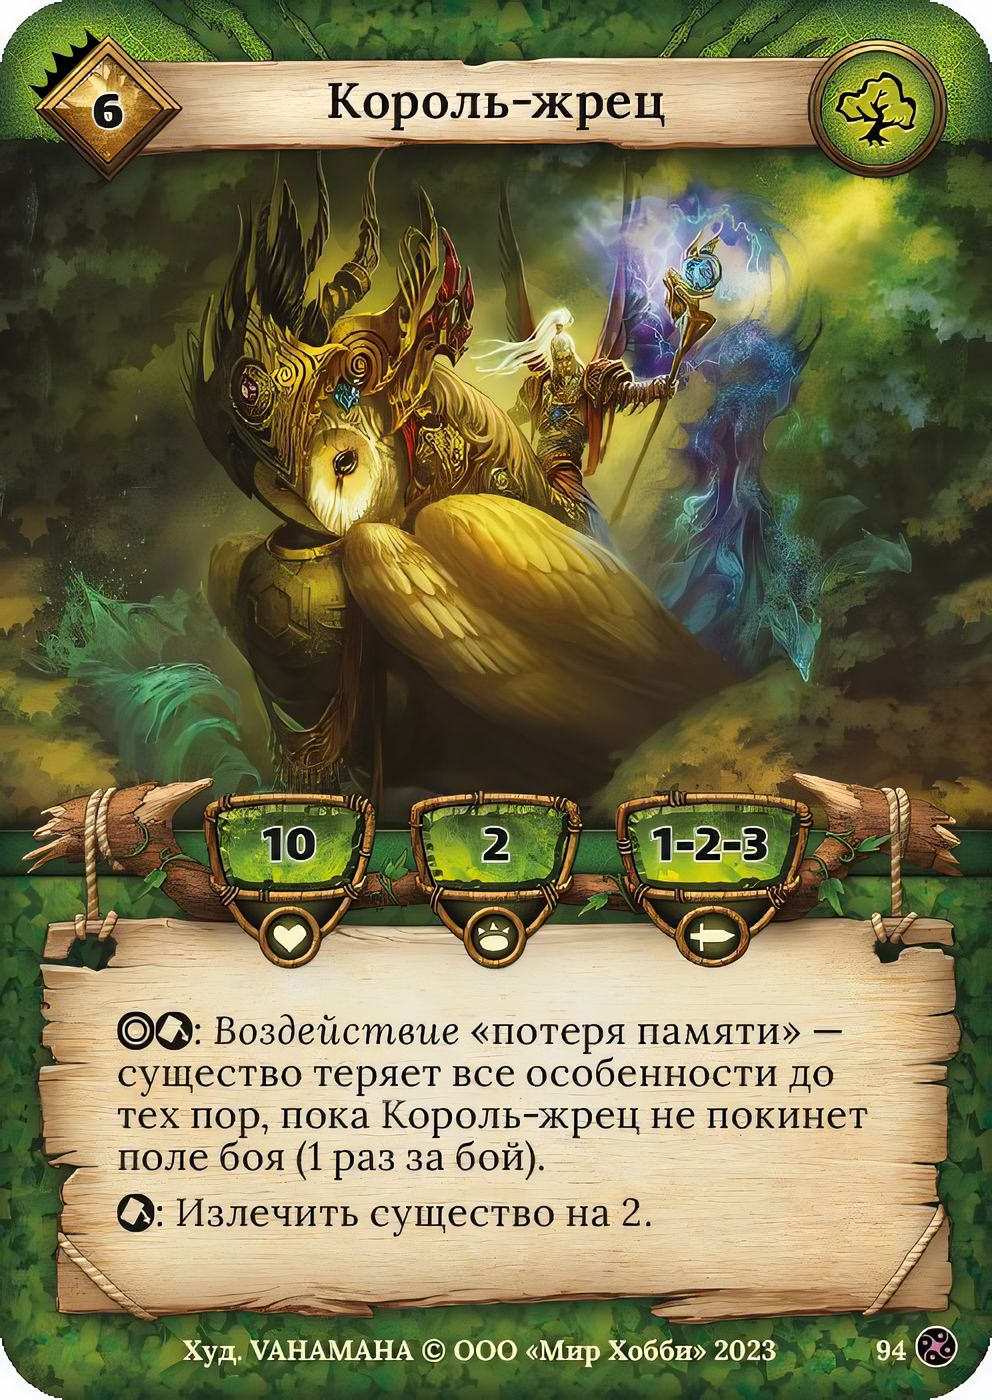 6
Король-жрец
10
2
1-2-3
: Воздействие «потеря памяти» —
существо теряет все особенности до
тех пор, пока Король-жрец не покинет
поле боя (1 раз за бой).
: Излечить существо на 2.
Худ. VAHAMAHA © ООО «Мир Хобби» 2023
94